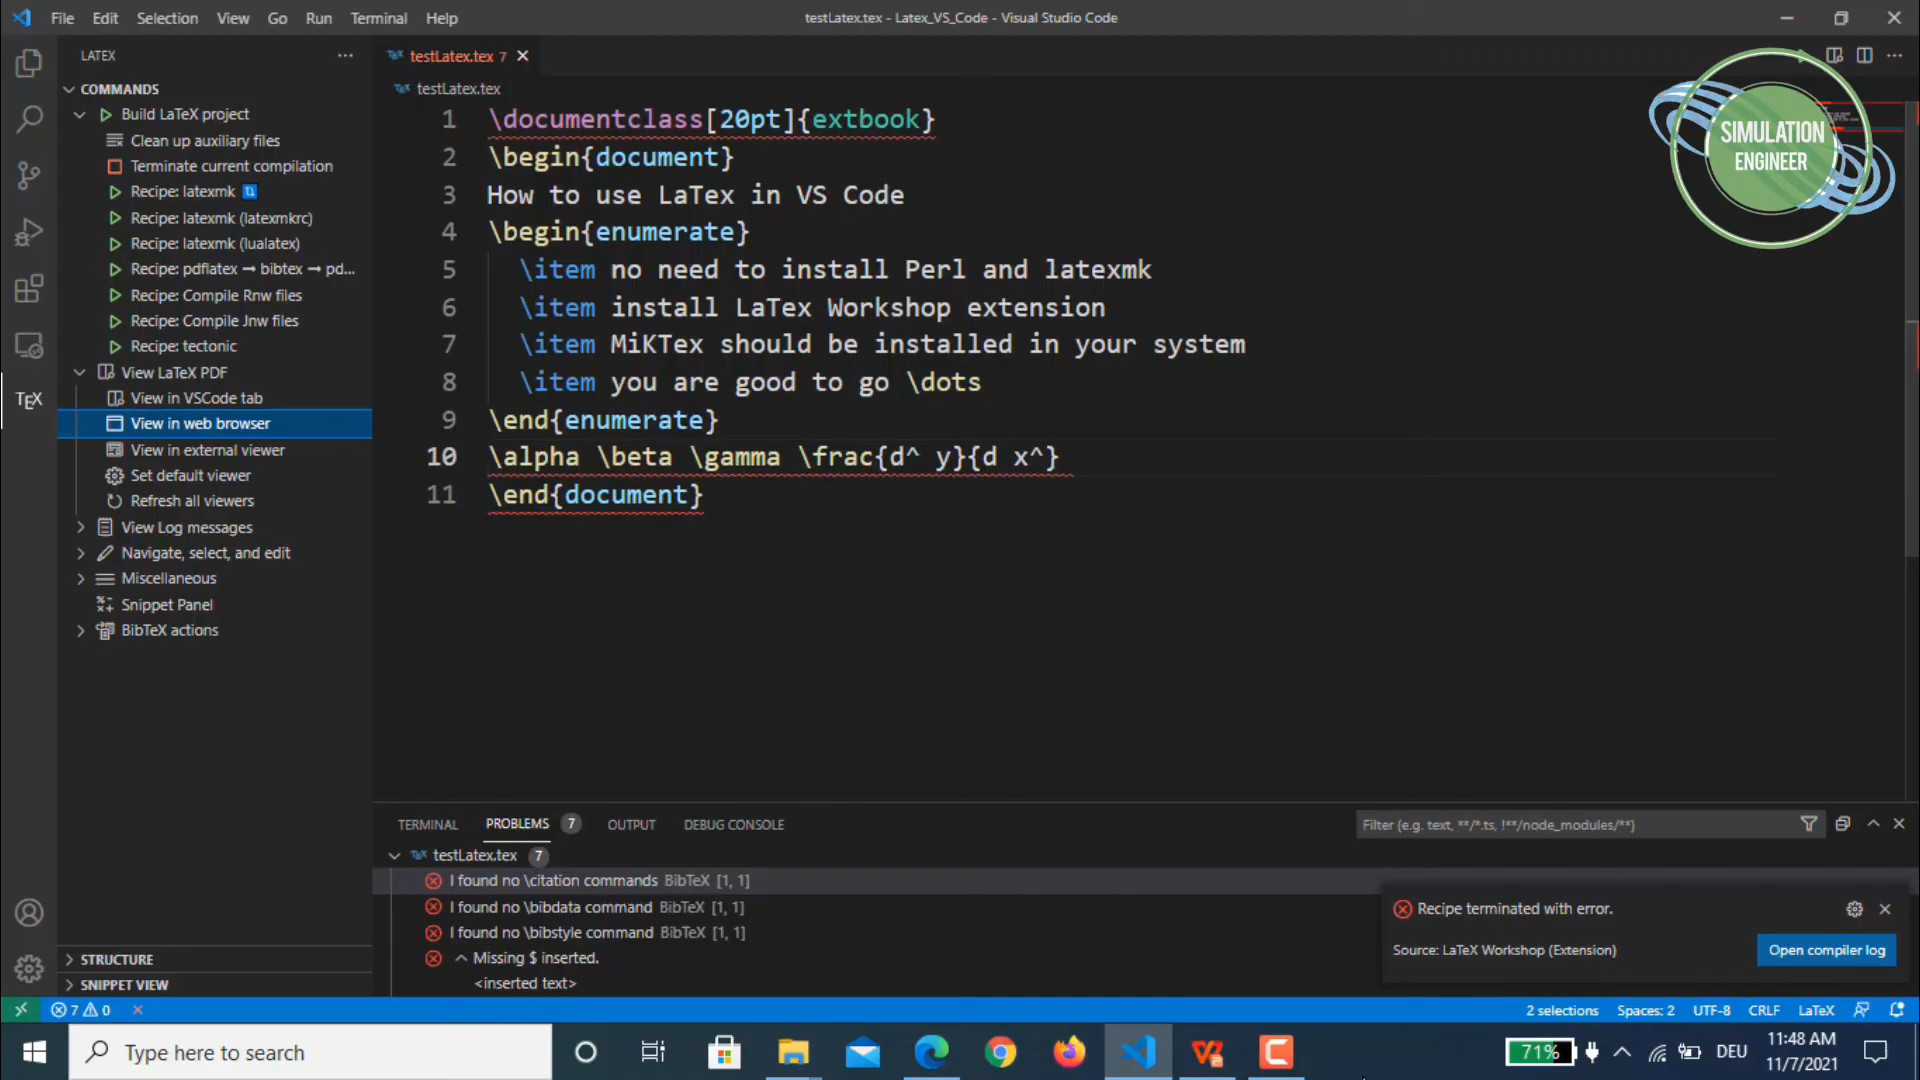 File Edit Selection View Go Run Terminal Help
testLatex.tex - Latex_VS_Code - Visual Studio Code
LATEX
COMMANDS
Build LaTeX project
Clean up auxiliary files
Terminate current compilation
Recipe: latexmk
Recipe: latexmk (latexmkrc)
Recipe: latexmk (lualatex)
Recipe: pdflatex ➞ bibtex ➞ pd...
Recipe: Compile Rnw files
Recipe: Compile Jnw files
Recipe: tectonic
View LaTeX PDF
View in VSCode tab
View in web browser
View in external viewer
Set default viewer
Refresh all viewers
View Log messages
Navigate, select, and edit
Miscellaneous
Snippet Panel
BibTeX actions
STRUCTURE
SNIPPET VIEW
TEX
testLatex.tex 7
testLatex.tex
1 \documentclass[20pt]{extbook}
2 \begin{document}
3 How to use LaTex in VS Code
4 \begin{enumerate}
5 \item no need to install Perl and latexmk
6 \item install LaTex Workshop extension
7 \item MiKTex should be installed in your system
8 \item you are good to go \dots
9 \end{enumerate}
10 \alpha \beta \gamma \frac{d^ y}{d x^}
11 \end{document}
SIMULATION
ENGINEER
TERMINAL PROBLEMS 7 OUTPUT DEBUG CONSOLE
Filter (e.g. text, **/*.ts, !**/node_modules/**)
testLatex.tex 7
I found no \citation commands BibTeX [1, 1]
I found no \bibdata command BibTeX [1, 1]
I found no \bibstyle command BibTeX [1, 1]
Missing $ inserted.
<inserted text>
Recipe terminated with error.
Source: LaTeX Workshop (Extension)
Open compiler log
7 0
2 selections Spaces: 2 UTF-8 CRLF LaTeX
Type here to search
71%
DEU
11:48 AM
11/7/2021